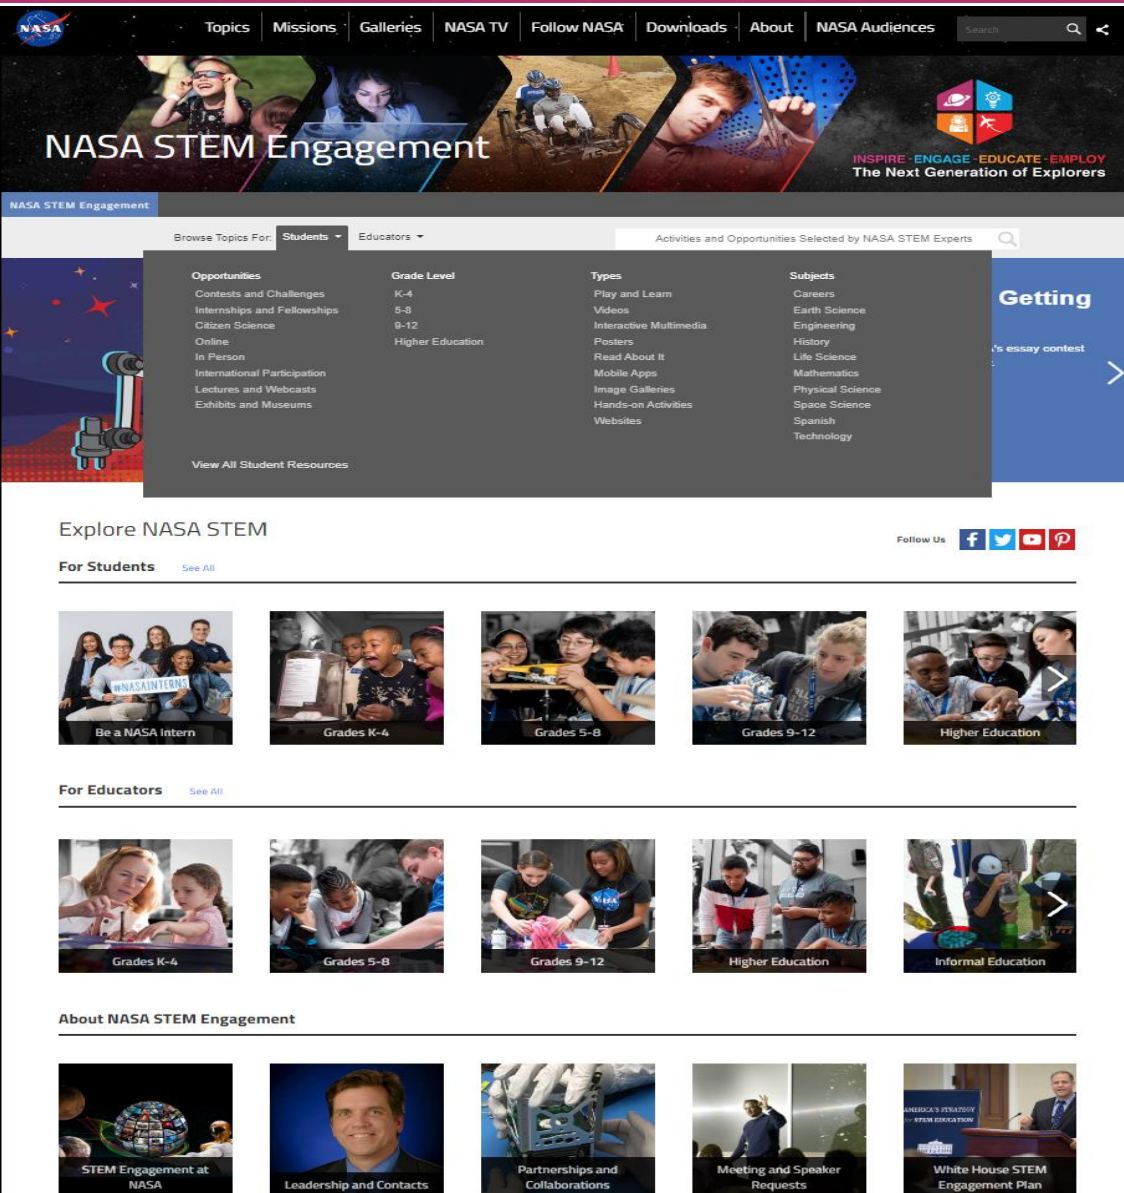 NASA
Topics
Missions
Galleries
NASA TV
Follow NASA
Downloads
About
NASA Audiences
Search
NASA STEM Engagement
INSPIRE - ENGAGE - EDUCATE - EMPLOY
The Next Generation of Explorers
NASA STEM Engagement
Browse Topics For:
Students
Educators
Activities and Opportunities Selected by NASA STEM Experts
Opportunities
Contests and Challenges
Internships and Fellowships
Citizen Science
Online
In Person
International Participation
Lectures and Webcasts
Exhibits and Museums
View All Student Resources
Grade Level
K-4
5-8
9-12
Higher Education
Types
Play and Learn
Videos
Interactive Multimedia
Posters
Read About It
Mobile Apps
Image Galleries
Hands-on Activities
Websites
Subjects
Careers
Earth Science
Engineering
History
Life Science
Mathematics
Physical Science
Space Science
Spanish
Technology
Getting
's essay contest
Explore NASA STEM
Follow Us
For Students
See All
#NASAINTERNS
Be a NASA Intern
Grades K-4
Grades 5-8
Grades 9-12
Higher Education
For Educators
See All
Grades K-4
Grades 5-8
NASA
Grades 9-12
Higher Education
Informal Education
About NASA STEM Engagement
STEM Engagement at
NASA
Leadership and Contacts
Partnerships and
Collaborations
Meeting and Speaker
Requests
AMERICA'S STRATEGY
for STEM EDUCATION
White House STEM
Engagement Plan